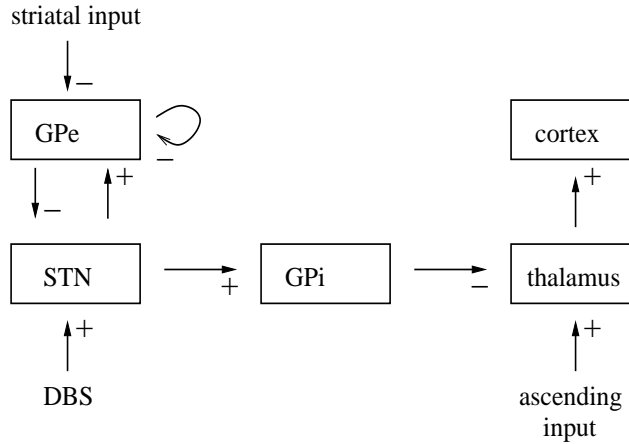 striatal input
−
GPe
−
cortex
−
+
+
STN
GPi
thalamus
+
−
+
+
DBS
ascending
input